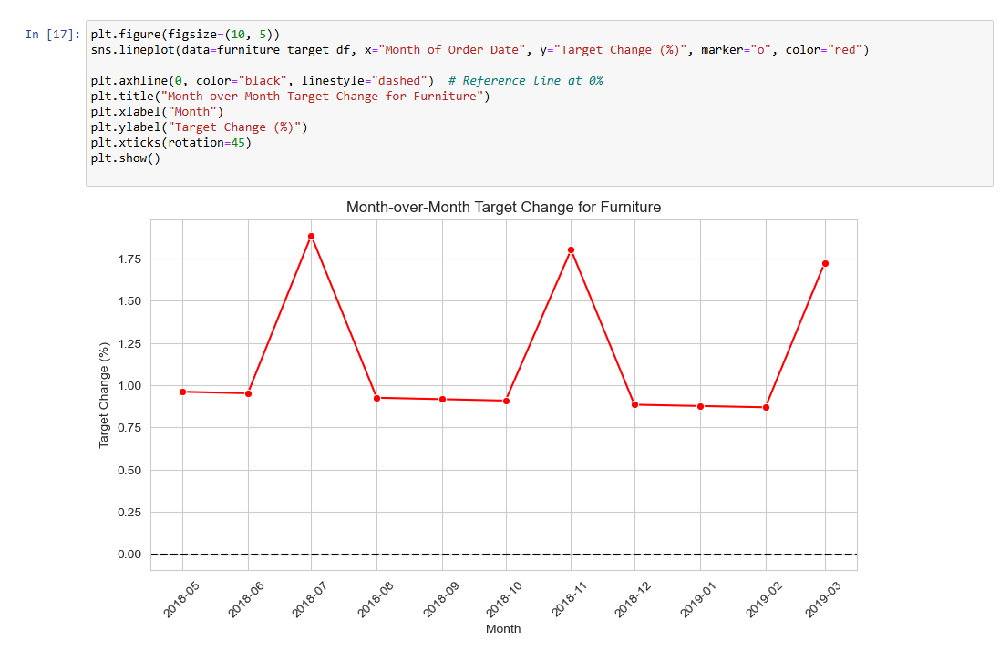 In [17]:
plt.figure(figsize=(10, 5))
sns.lineplot(data=furniture_target_df, x="Month of Order Date", y="Target Change (%)", marker="o", color="red")
plt.axhline(0, color="black", linestyle="dashed")  # Reference line at 0%
plt.title("Month-over-Month Target Change for Furniture")
plt.xlabel("Month")
plt.ylabel("Target Change (%)")
plt.xticks(rotation=45)
plt.show()
Month-over-Month Target Change for Furniture
Target Change (%)
1.75
1.50
1.25
1.00
0.75
0.50
0.25
0.00
2018-05 2018-06 2018-07 2018-08 2018-09 2018-10 2018-11 2018-12 2019-01 2019-02 2019-03
Month